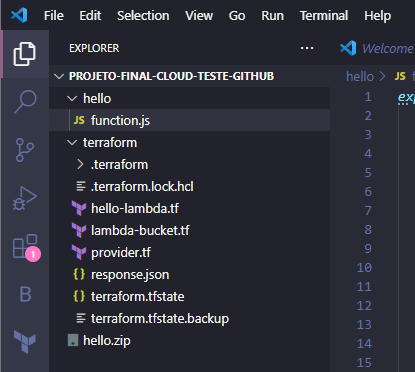 File Edit Selection View Go Run Terminal Help
EXPLORER ... Welcome
PROJETO-FINAL-CLOUD-TESTE-GITHUB
hello
hello > 
JS function.js
terraform
.terraform
.terraform.lock.hcl
hello-lambda.tf
lambda-bucket.tf
provider.tf
{ } response.json
{ } terraform.tfstate
terraform.tfstate.backup
hello.zip
1
B
1 exp
2
3
4
5
6
7
8
9
10
11
12
13
14
15